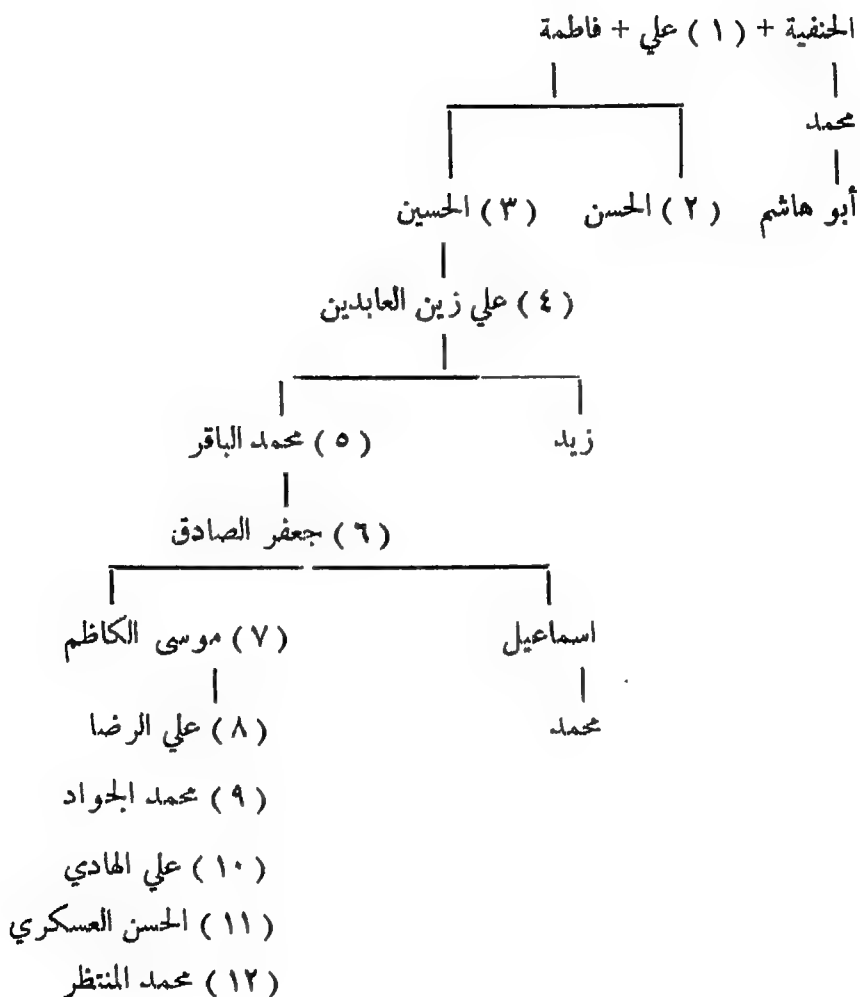 الحنفية + ( ١ ) علي + فاطمة
محمد
أبو هاشم ( ٢ ) الحسن ( ٣ ) الحسين
( ٤ ) علي زين العابدين
زيد ( ٥ ) محمد الباقر
( ٦ ) جعفر الصادق
اسماعيل ( ٧ ) موسى الكاظم
محمد ( ٨ ) علي الرضا
( ٩ ) محمد الجواد
( ١٠ ) علي الهادي
( ١١ ) الحسن العسكري
( ١٢ ) محمد المنتظر